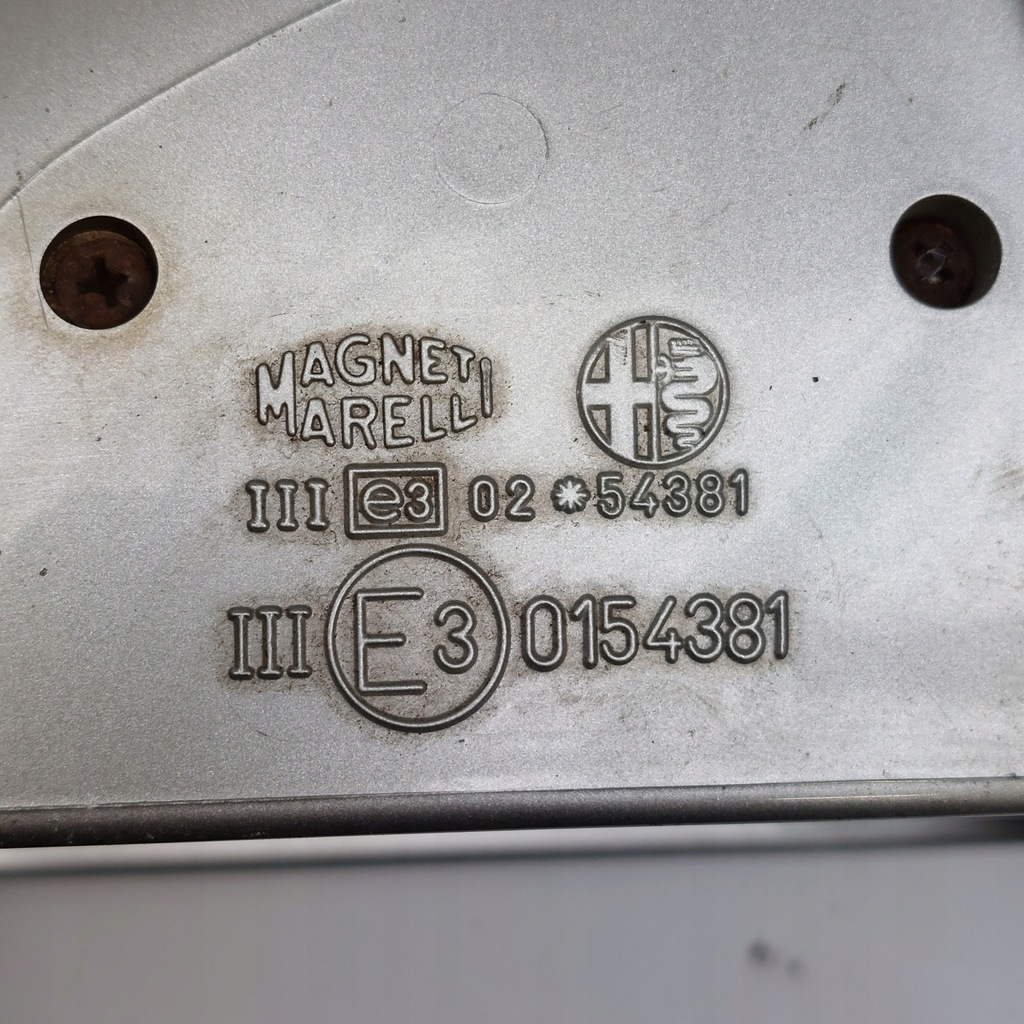 MAGNETI
MARELLI
III e3 02 *54381
III E3 0154381